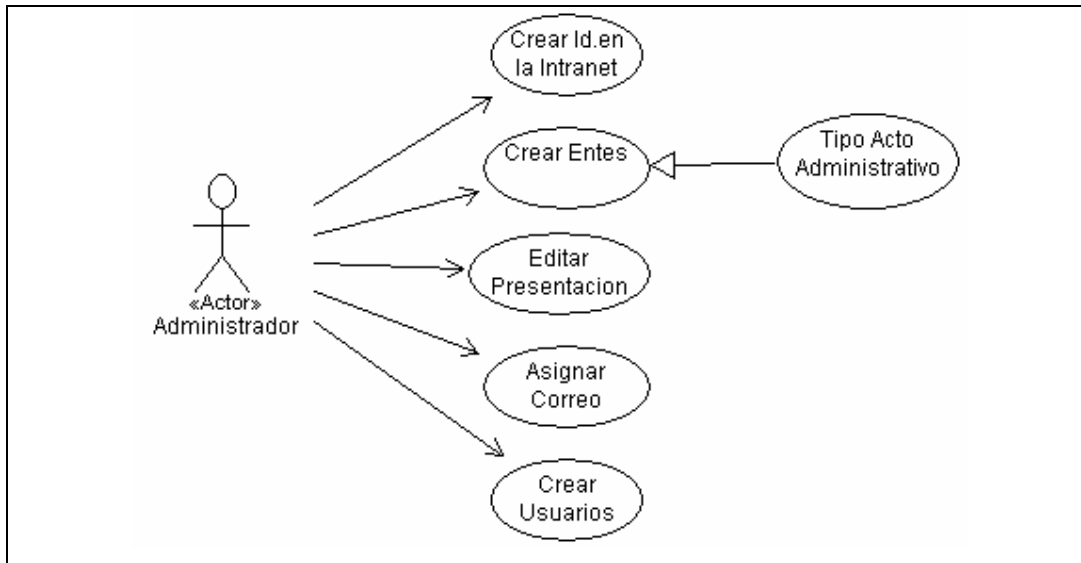 Crear Id.en
la Intranet
Crear Entes
Tipo Acto
Administrativo
Editar
Presentacion
«Actor»
Administrador
Asignar
Correo
Crear
Usuarios